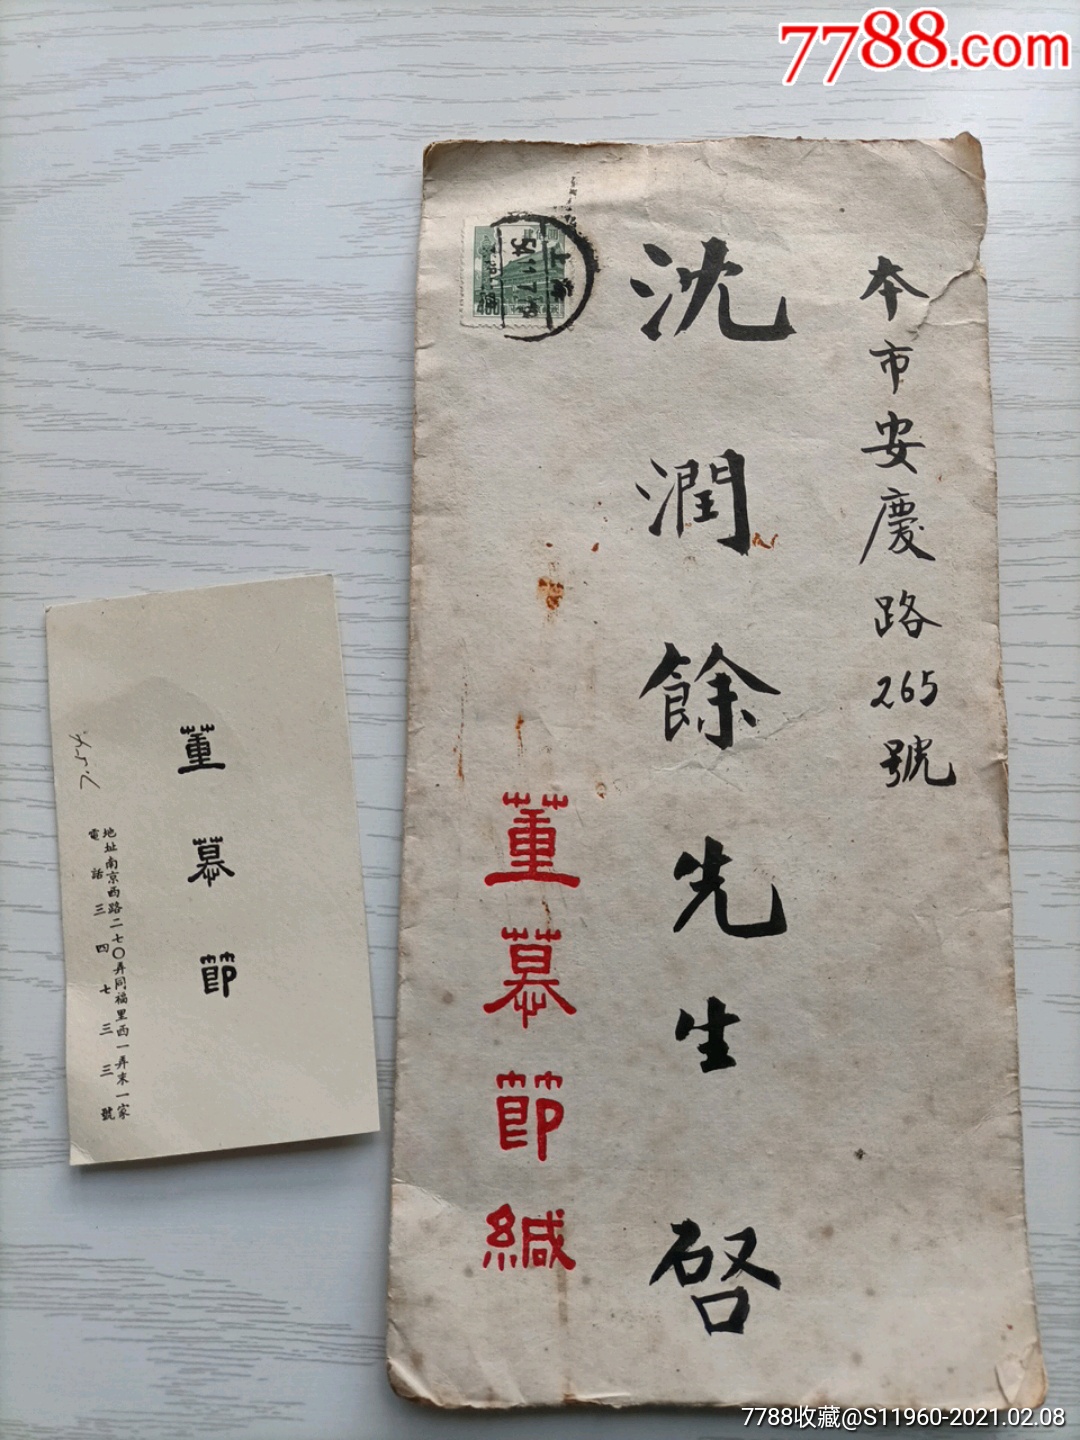 7788.com
本市安慶路265號
沈潤餘先生啓
董慕節緘
上海
400
董慕節
地址南京西路二七〇弄同福里西一弄末一家
電話三四七三三號
7788收藏@S11960-2021.02.08